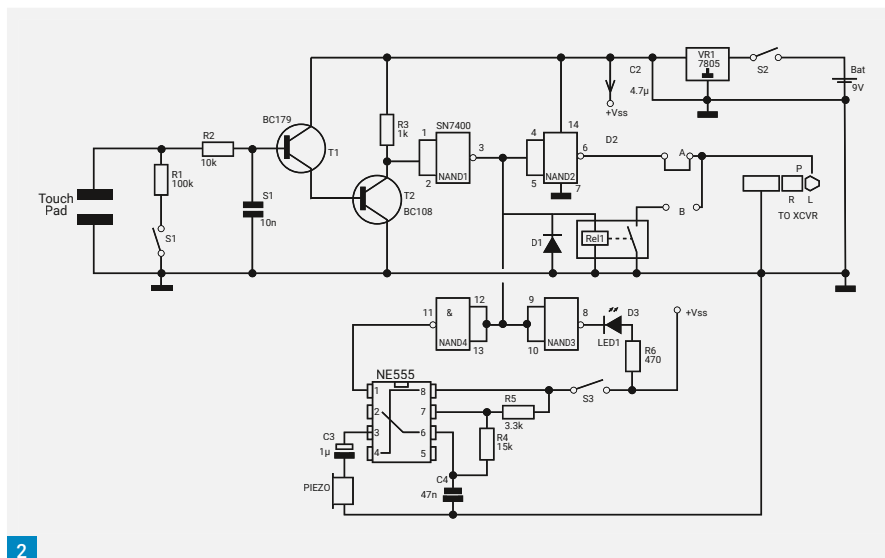 VR1
7805
S2
Bat
9V
C2
4.7µ
+Vss
BC179
R2
10k
T1
R3
1k
SN7400
1
2
3
NAND1
4
5
14
D2
6
7
NAND2
A
B
P
R
L
TO XCVR
Touch
Pad
R1
100k
S1
S1
10n
T2
BC108
D1
Rel1
11
&
12
13
NAND4
9
10
8
NAND3
D3
LED1
+Vss
R6
470
NE555
1
2
3
4
8
7
6
5
R5
3.3k
S3
R4
15k
C3
1µ
PIEZO
C4
47n
2